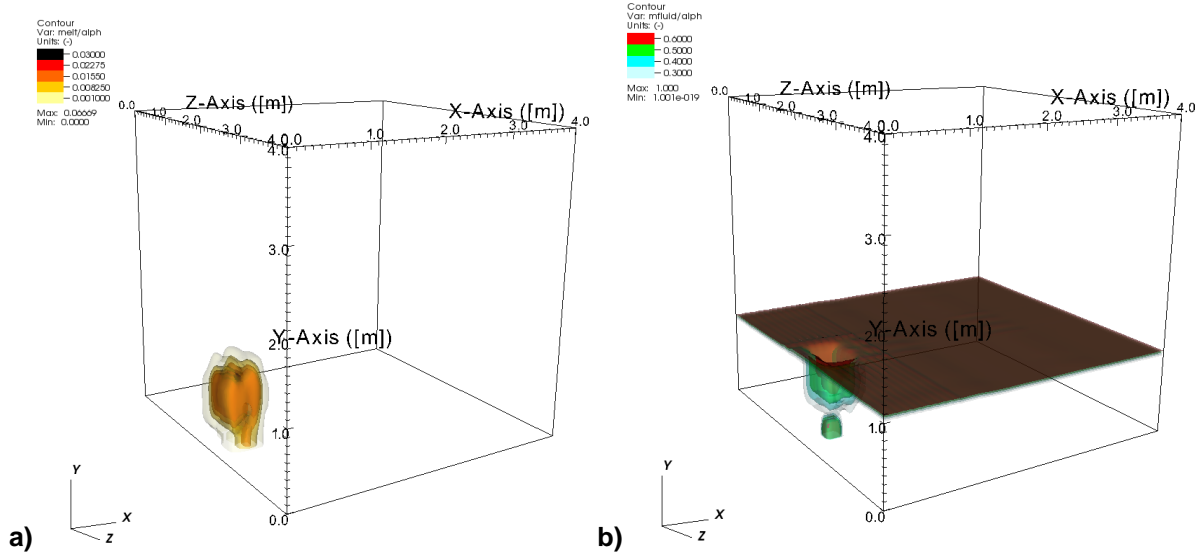 Contour
Var: melt/alph
Units: (-)
0.03000
0.02275
0.01550
0.008250
0.001000
Max: 0.06669
Min: 0.0000
0.0
1.0
2.0
3.0
4.0
Z-Axis ([m])
X-Axis ([m])
0.0
1.0
2.0
3.0
4.0
4.0
3.0
2.0
Y-Axis ([m])
1.0
0.0
Y
X
Z
a)
Contour
Var: mfluid/alph
Units: (-)
0.6000
0.5000
0.4000
0.3000
Max: 1.000
Min: 1.001e-019
0.0
1.0
2.0
3.0
4.0
Z-Axis ([m])
X-Axis ([m])
0.0
1.0
2.0
3.0
4.0
4.0
3.0
2.0
Y-Axis ([m])
1.0
0.0
Y
X
Z
b)